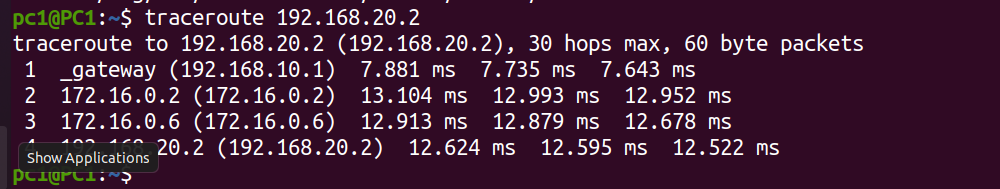 pc1@PC1:~$ traceroute 192.168.20.2
traceroute to 192.168.20.2 (192.168.20.2), 30 hops max, 60 byte packets
1 _gateway (192.168.10.1) 7.881 ms 7.735 ms 7.643 ms
2 172.16.0.2 (172.16.0.2) 13.104 ms 12.993 ms 12.952 ms
3 172.16.0.6 (172.16.0.6) 12.913 ms 12.879 ms 12.678 ms
4 192.168.20.2 (192.168.20.2) 12.624 ms 12.595 ms 12.522 ms
Show Applications
pc1@PC1:~$